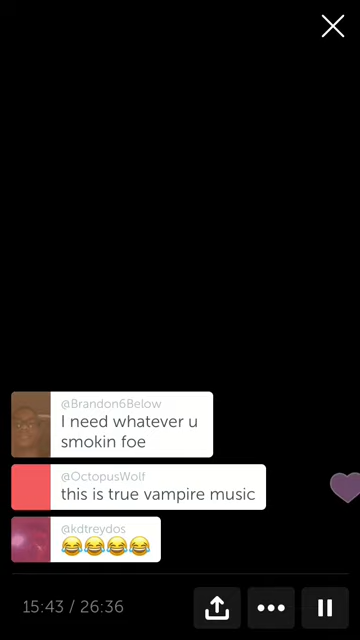 @Brandon6Below
I need whatever u
smokin foe
@OctopusWolf
this is true vampire music
@kdtreydos
😂😂😂😂
15:43 / 26:36